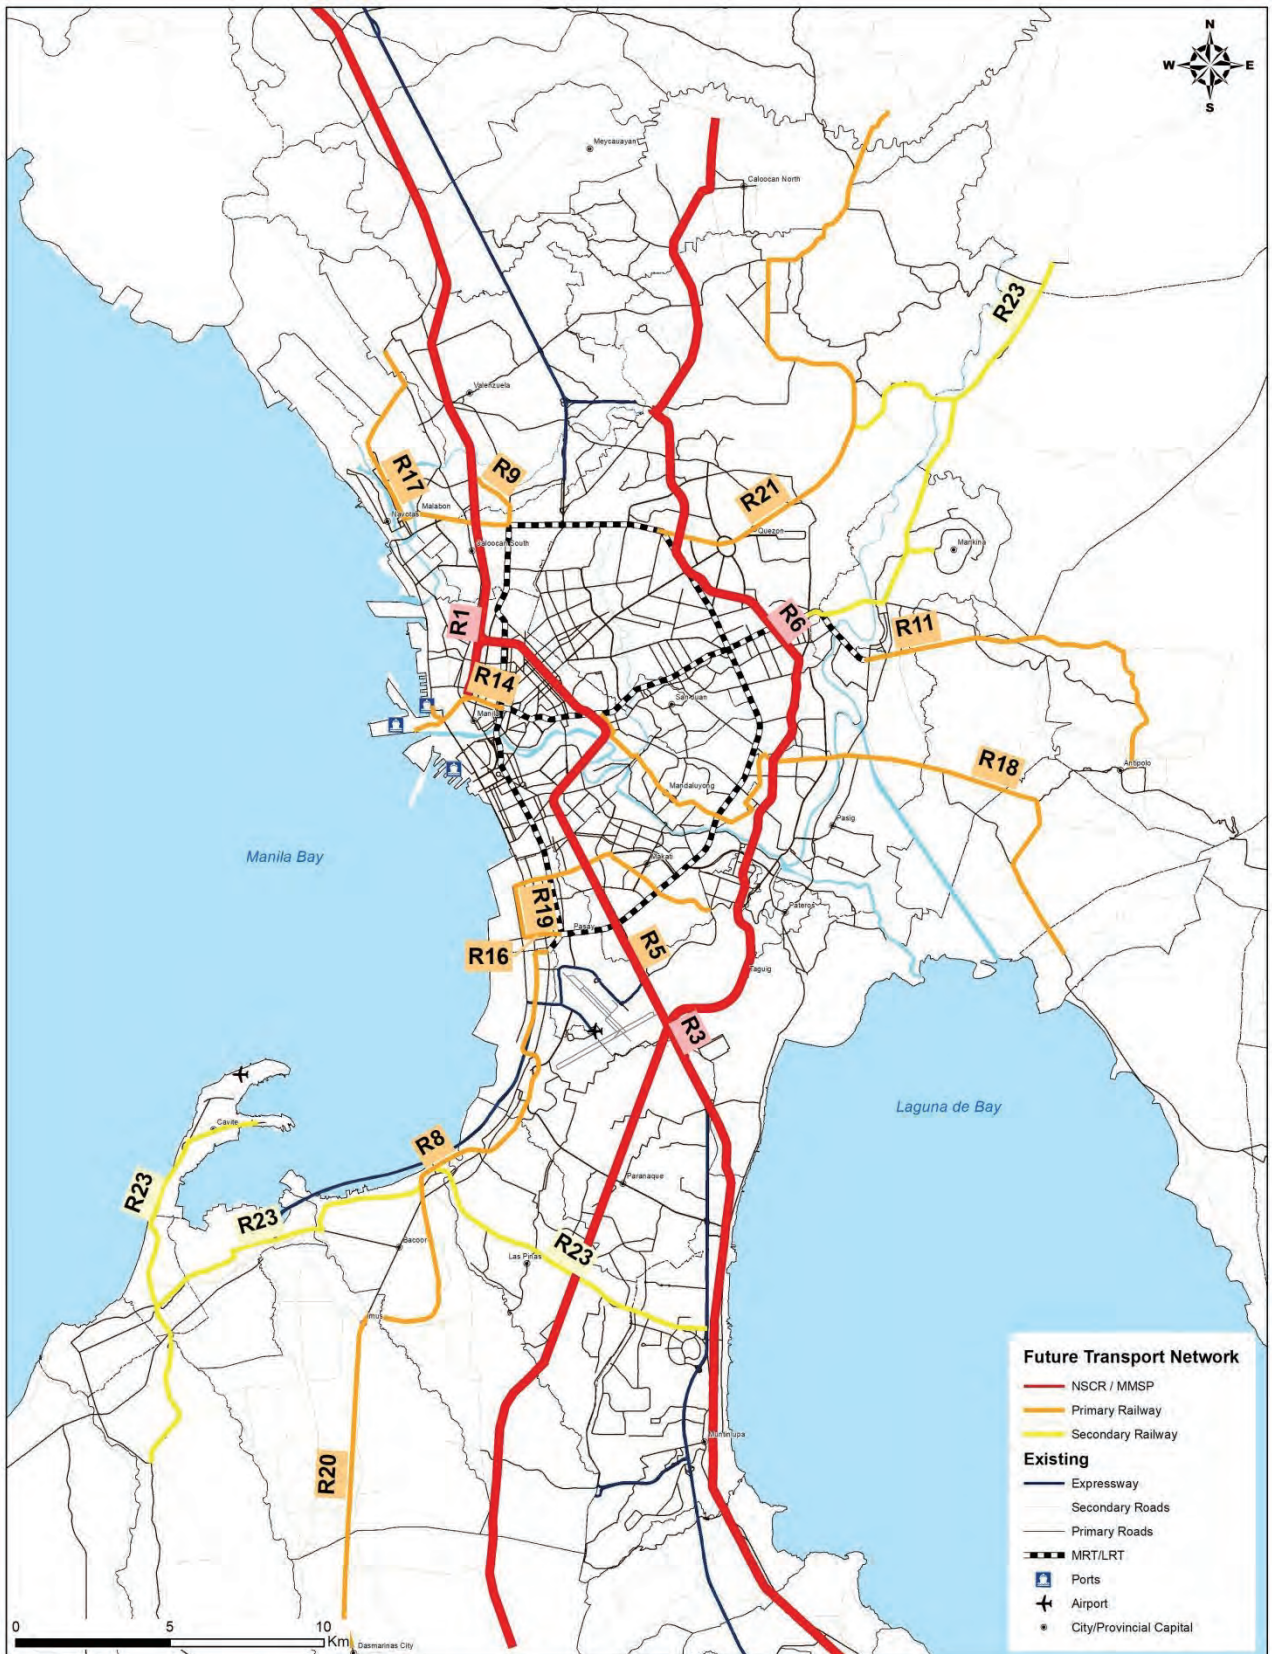 N
W E
S
Meycauayan
Caloocan North
R23
Valenzuela
R17
R9
R21
Malabon
Navotas
Quezon
Caloocan South
Marikina
R1
R6
R11
R14
San Juan
Manila
R18
Antipolo
Mandaluyong
Pasig
Manila Bay
Makati
R19
Pateros
Pasay
R5
R16
Taguig
R3
Laguna de Bay
Cavite
R8
R23
Paranaque
R23
Bacoor
R23
Las Piñas
Imus
Muntinlupa
R20
Dasmarinas City
0 5 10
Km
Future Transport Network
NSCR / MMSP
Primary Railway
Secondary Railway
Existing
Expressway
Secondary Roads
Primary Roads
MRT/LRT
Ports
Airport
City/Provincial Capital